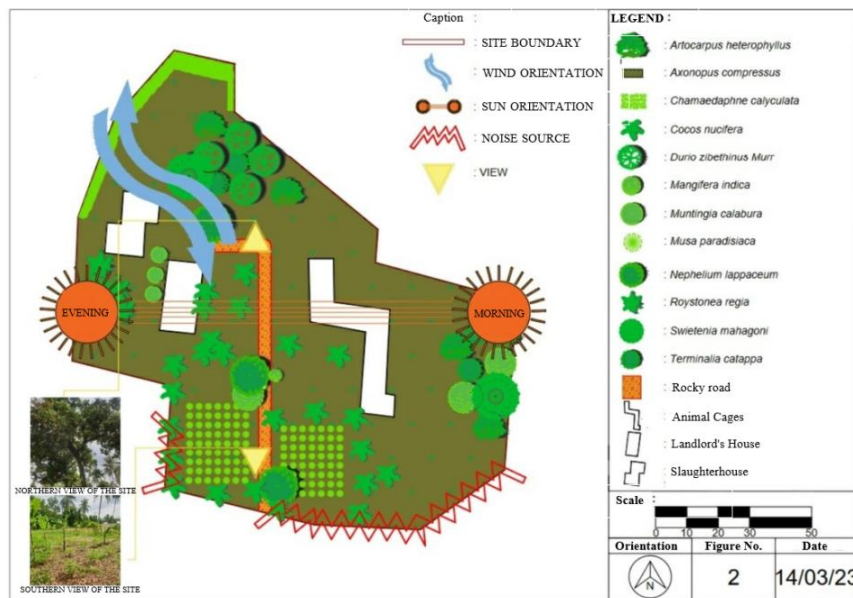 Caption :
: SITE BOUNDARY
: WIND ORIENTATION
: SUN ORIENTATION
: NOISE SOURCE
: VIEW
EVENING
MORNING
NORTHERN VIEW OF THE SITE
SOUTHERN VIEW OF THE SITE
LEGEND :
: Artocarpus heterophyllus
: Axonopus compressus
: Chamaedaphne calyculata
: Cocos nucifera
: Durio zibethinus Murr
: Mangifera indica
: Muntingia calabura
: Musa paradisiaca
: Nephelium lappaceum
: Roystonea regia
: Swietenia mahagoni
: Terminalia catappa
: Rocky road
: Animal Cages
: Landlord's House
: Slaughterhouse
Scale :
0 10 20 30 50
Orientation Figure No. Date
N 2 14/03/23